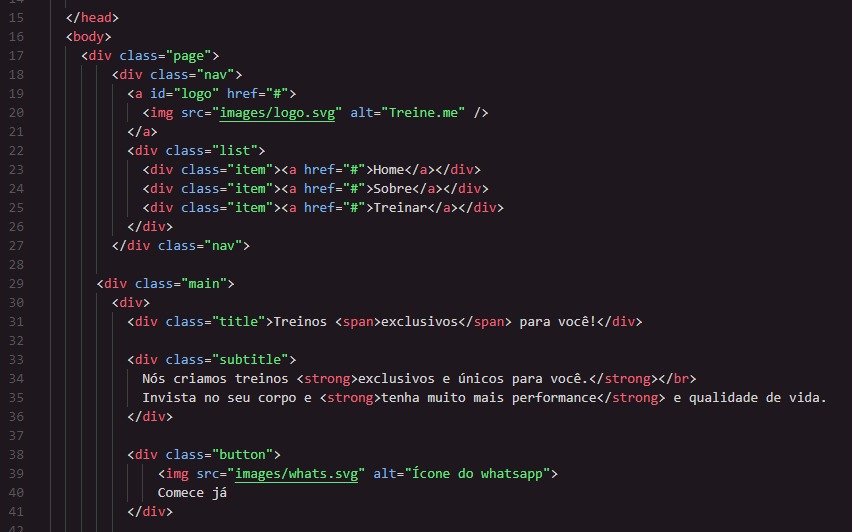 14
15 </head>
16 <body>
17 <div class="page">
18 <div class="nav">
19 <a id="logo" href="#">
20 <img src="images/logo.svg" alt="Treine.me" />
21 </a>
22 <div class="list">
23 <div class="item"><a href="#">Home</a></div>
24 <div class="item"><a href="#">Sobre</a></div>
25 <div class="item"><a href="#">Treinar</a></div>
26 </div>
27 </div class="nav">
28
29 <div class="main">
30 <div>
31 <div class="title">Treinos <span>exclusivos</span> para você!</div>
32
33 <div class="subtitle">
34 Nós criamos treinos <strong>exclusivos e únicos para você.</strong></br>
35 Invista no seu corpo e <strong>tenha muito mais performance</strong> e qualidade de vida.
36 </div>
37
38 <div class="button">
39 <img src="images/whats.svg" alt="Ícone do whatsapp">
40 Comece já
41 </div>
42